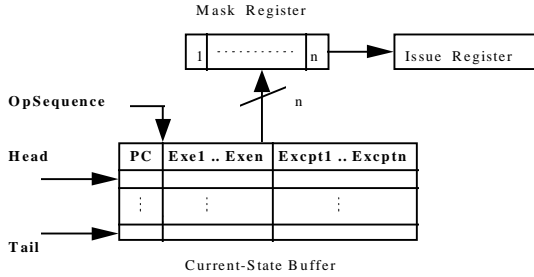 Mask Register
1 ............ n
Issue Register
n
OpSequence
Head
PC Exe1 .. Exen Excpt1 .. Excptn
Tail
Current-State Buffer